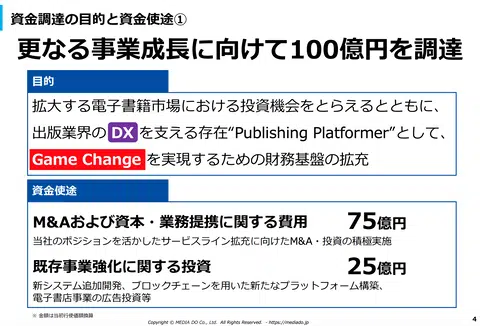 資金調達の目的と資金使途①
更なる事業成長に向けて100億円を調達
目的
拡大する電子書籍市場における投資機会をとらえるとともに、
出版業界の DX を支える存在“Publishing Platformer”として、
Game Change を実現するための財務基盤の拡充
資金使途
M&Aおよび資本・業務提携に関する費用 75億円
当社のポジションを活かしたサービスライン拡充に向けたM&A・投資の積極実施
既存事業強化に関する投資 25億円
新システム追加開発、ブロックチェーンを用いた新たなプラットフォーム構築、
電子書店事業の広告投資等
※ 金額は当初行使価額換算
Copyright © MEDIA DO Co., Ltd. All Rights Reserved. - https://mediado.jp
4